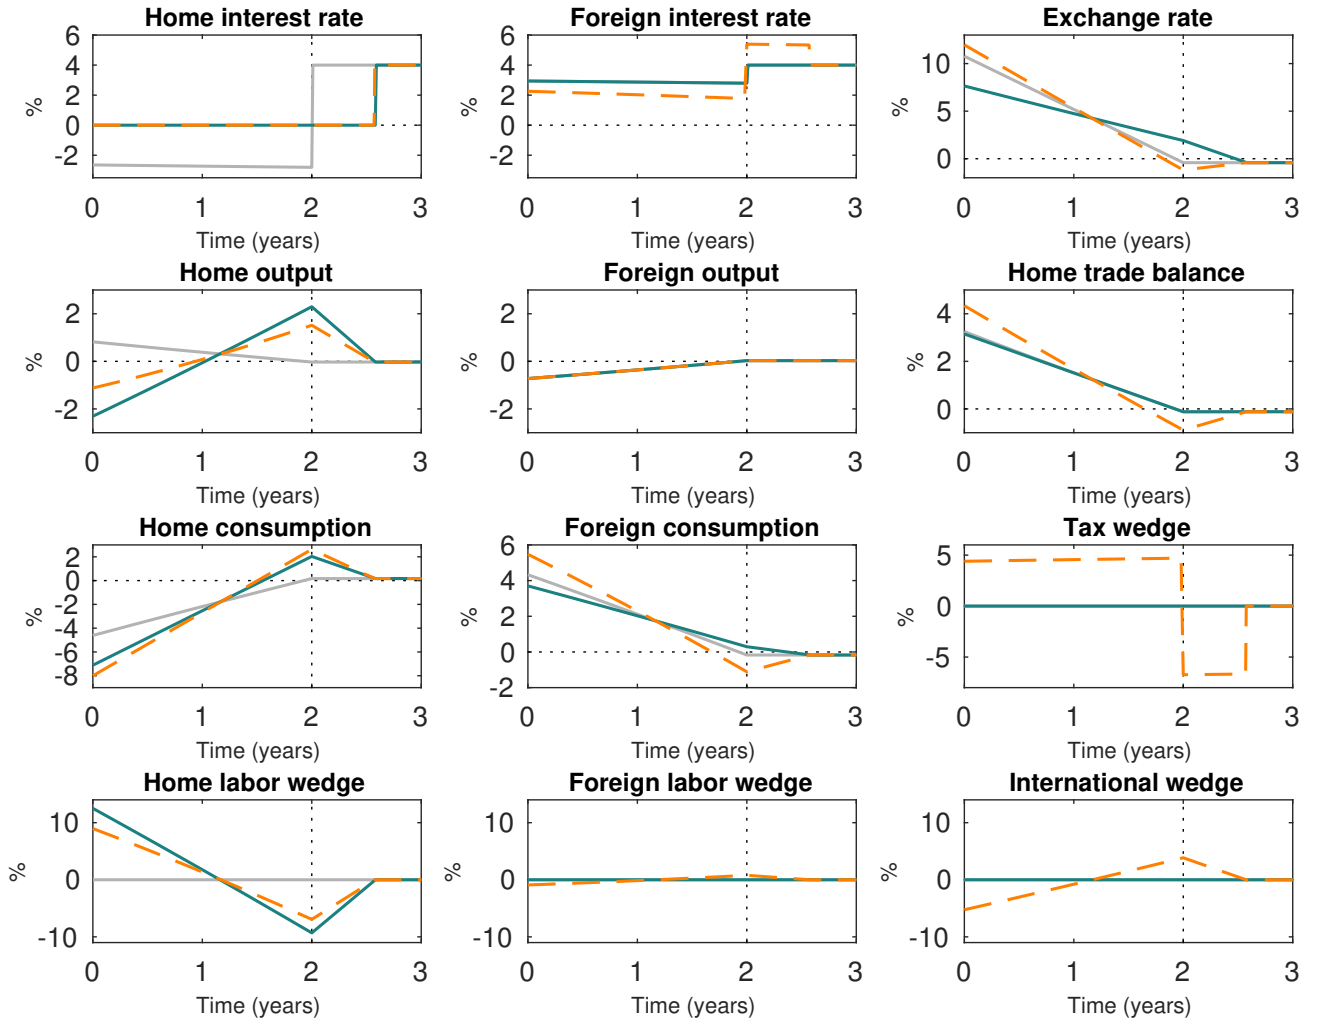 Home interest rate
6
4
2
0
-2
%
0 1 2 3
Time (years)
Foreign interest rate
6
4
2
0
-2
%
0 1 2 3
Time (years)
Exchange rate
10
5
0
%
0 1 2 3
Time (years)
Home output
2
0
-2
%
0 1 2 3
Time (years)
Foreign output
2
0
-2
%
0 1 2 3
Time (years)
Home trade balance
4
2
0
%
0 1 2 3
Time (years)
Home consumption
2
0
-2
-4
-6
-8
%
0 1 2 3
Time (years)
Foreign consumption
6
4
2
0
-2
%
0 1 2 3
Time (years)
Tax wedge
5
0
-5
%
0 1 2 3
Time (years)
Home labor wedge
10
0
-10
%
0 1 2 3
Time (years)
Foreign labor wedge
10
0
-10
%
0 1 2 3
Time (years)
International wedge
10
0
-10
%
0 1 2 3
Time (years)